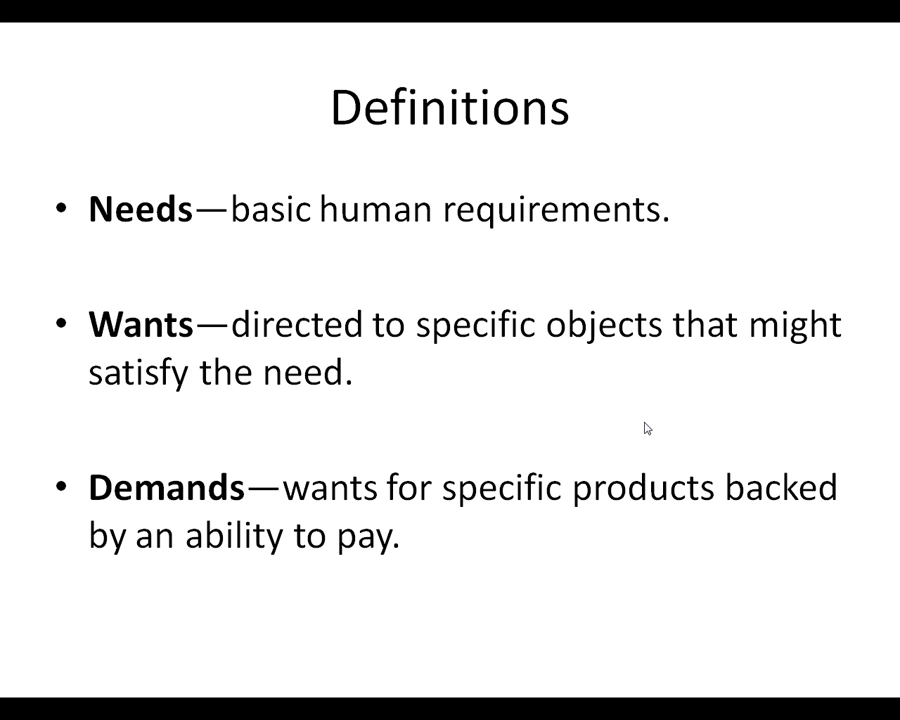 Definitions
• Needs—basic human requirements.
• Wants—directed to specific objects that might
satisfy the need.
• Demands—wants for specific products backed
by an ability to pay.